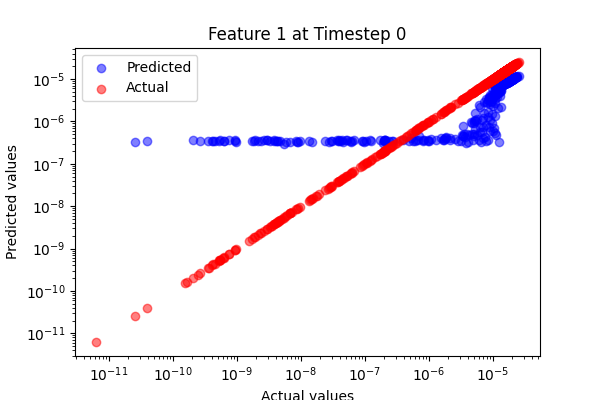 Feature 1 at Timestep 0
Predicted
Actual
Predicted values
10⁻⁵
10⁻⁶
10⁻⁷
10⁻⁸
10⁻⁹
10⁻¹⁰
10⁻¹¹
10⁻¹¹ 10⁻¹⁰ 10⁻⁹ 10⁻⁸ 10⁻⁷ 10⁻⁶ 10⁻⁵
Actual values